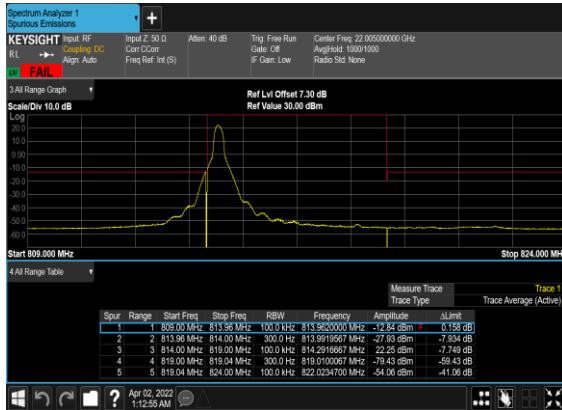 Spectrum Analyzer 1
Spurious Emissions
+
KEYSIGHT
Input: RF
Input Z: 50 Ω
Atten: 40 dB
Trig: Free Run
Center Freq: 22.005000000 GHz
RL
Coupling: DC
Corr CCorr
Gate: Off
Avg|Hold: 1000/1000
Align: Auto
Freq Ref: Int (S)
IF Gain: Low
Radio Std: None
FAIL
3 All Range Graph
Ref Lvl Offset 7.30 dB
Scale/Div 10.0 dB
Ref Value 30.00 dBm
Log
20.0
10.0
0.00
-10.0
-20.0
-30.0
-40.0
-50.0
-60.0
Start 809.000 MHz
Stop 824.000 MHz
4 All Range Table
Measure Trace
Trace 1
Trace Type
Trace Average (Active)
Spur Range Start Freq Stop Freq RBW Frequency Amplitude ΔLimit
1 1 809.00 MHz 813.96 MHz 100.0 kHz 813.9620000 MHz -12.84 dBm F 0.158 dB
2 2 813.96 MHz 814.00 MHz 300.0 Hz 813.9919567 MHz -27.93 dBm -7.934 dB
3 3 814.00 MHz 819.00 MHz 100.0 kHz 814.2916667 MHz 22.25 dBm -7.749 dB
4 4 819.00 MHz 819.04 MHz 300.0 Hz 819.0100067 MHz -79.43 dBm -59.43 dB
5 5 819.04 MHz 824.00 MHz 100.0 kHz 822.0234700 MHz -54.06 dBm -41.06 dB
?
Apr 02, 2022
1:12:55 AM